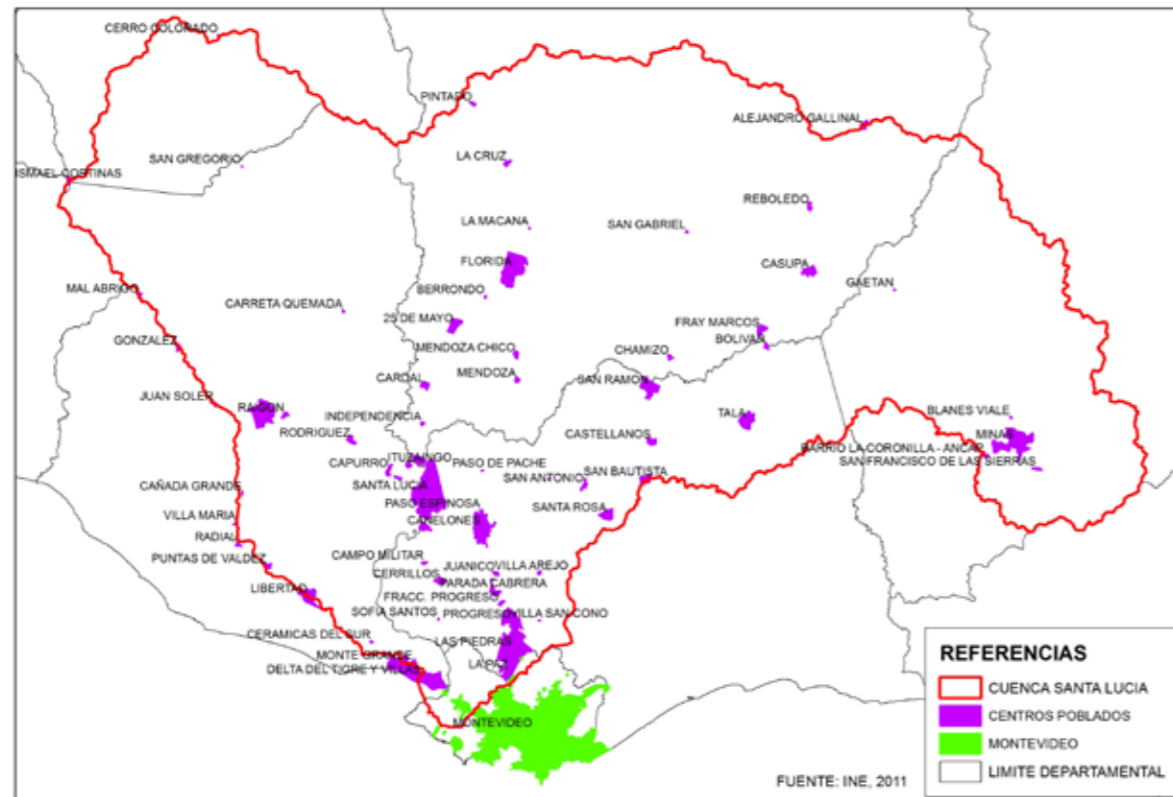 CERRO COLORADO
PINTADO
ALEJANDRO GALLINAL
LA CRUZ
SAN GREGORIO
ISMAEL CORTINAS
REBOLEDO
LA MACANA
SAN GABRIEL
FLORIDA
CASUPA
GAETAN
MAL ABRIGO
BERRONDO
CARRETA QUEMADA
25 DE MAYO
FRAY MARCOS
GONZALEZ
BOLIVAR
MENDOZA CHICO
CHAMIZO
MENDOZA
CARDAL
SAN RAMON
JUAN SOLER
RAIGON
TALA
BLANES VIALE
INDEPENDENCIA
RODRIGUEZ
CASTELLANOS
MINAS
BARRIO LA CORONILLA - ANCAP
ITUZAINGO
SAN FRANCISCO DE LAS SIERRAS
CAPURRO
PASO DE PACHE
SAN BAUTISTA
SAN ANTONIO
SANTA LUCIA
CAÑADA GRANDE
PASO ESPINOSA
SANTA ROSA
VILLA MARIA
CANELONES
RADIAL
PUNTAS DE VALDEZ
CAMPO MILITAR
JUANICO
VILLA AREJO
CERRILLOS
PARADA CABRERA
LIBERTAD
FRACC. PROGRESO
SOFIA SANTOS
PROGRESO
VILLA SAN CONO
CERAMICAS DEL SUR
LAS PIEDRAS
MONTE GRANDE
DELTA DEL TIGRE Y VILLAS
LA PAZ
MONTEVIDEO
REFERENCIAS
CUENCA SANTA LUCIA
CENTROS POBLADOS
MONTEVIDEO
LIMITE DEPARTAMENTAL
FUENTE: INE, 2011